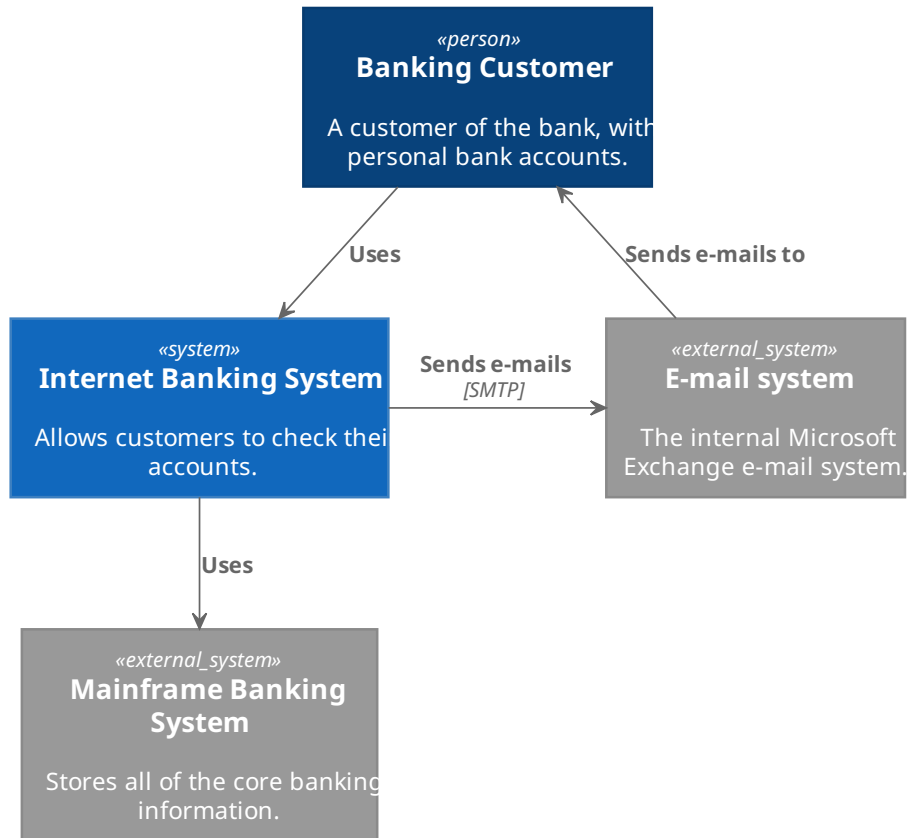 «person»
Banking Customer
A customer of the bank, with
personal bank accounts.
Uses
Sends e-mails to
«system»
Internet Banking System
Allows customers to check thei
accounts.
Sends e-mails
[SMTP]
«external_system»
E-mail system
The internal Microsoft
Exchange e-mail system.
Uses
«external_system»
Mainframe Banking
System
Stores all of the core banking
information.